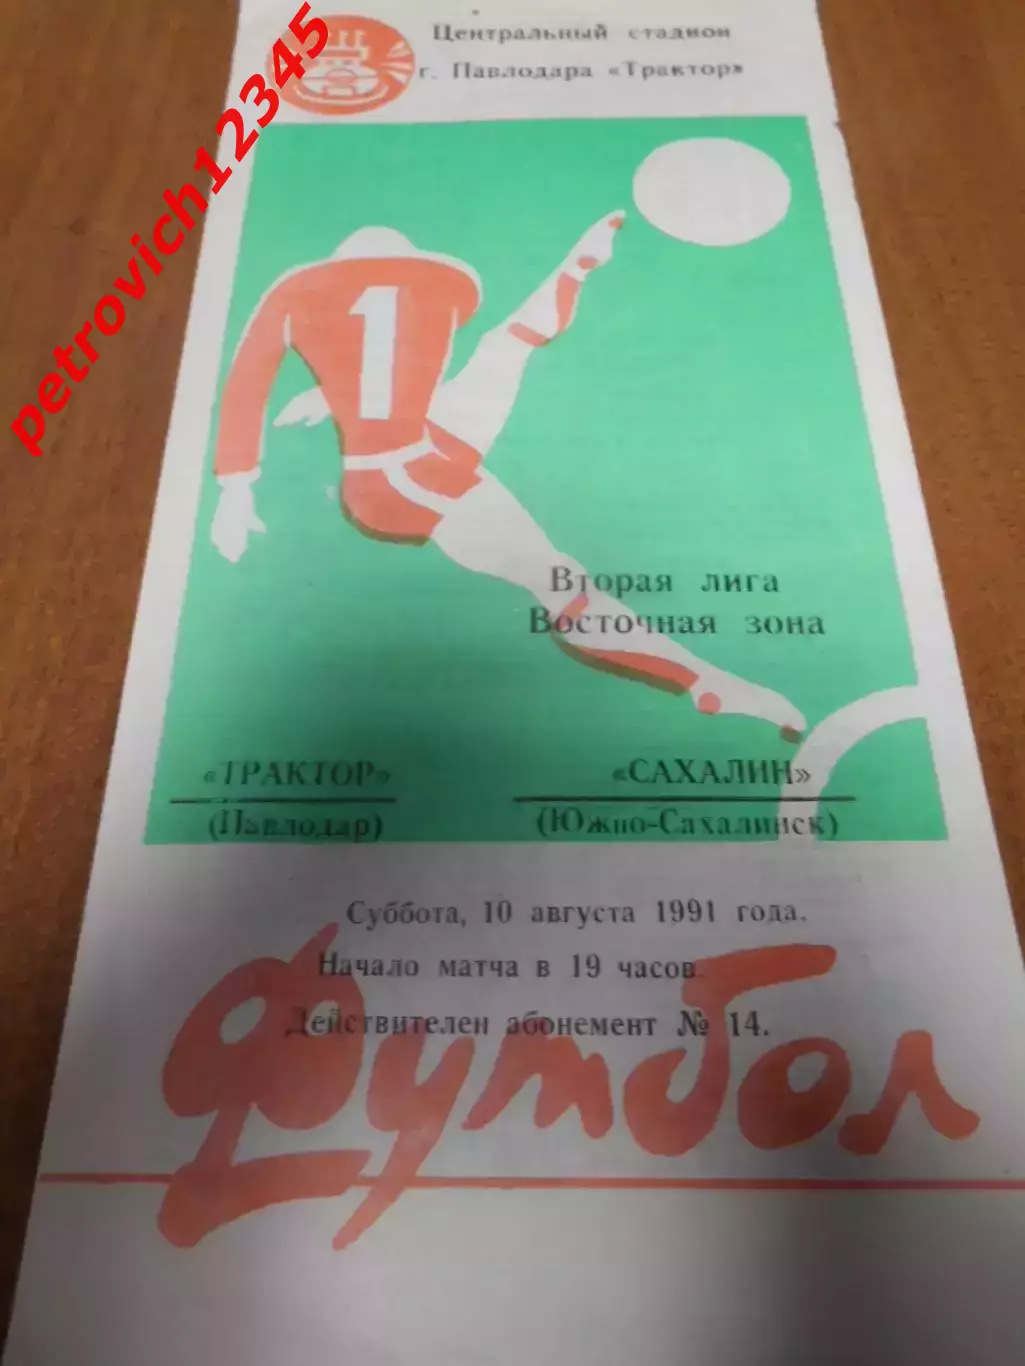 Центральный стадион
г. Павлодара «Трактор»
petrovich12345
1
Вторая лига
Восточная зона
«ТРАКТОР»
(Павлодар)
«САХАЛИН»
(Южно-Сахалинск)
Суббота, 10 августа 1991 года.
Начало матча в 19 часов.
Действителен абонемент № 14.
Футбол